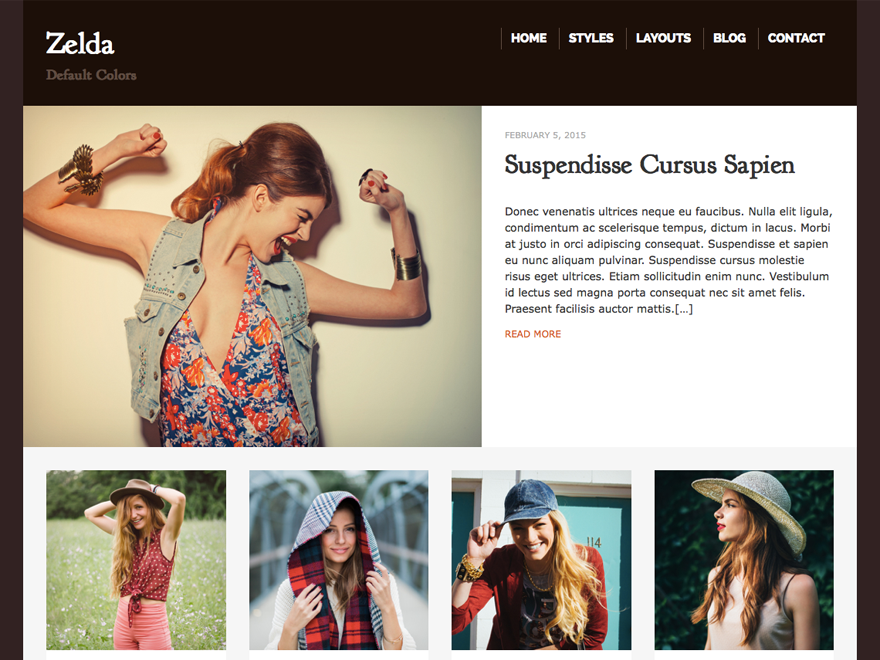 Zelda
Default Colors
HOME STYLES LAYOUTS BLOG CONTACT
FEBRUARY 5, 2015
Suspendisse Cursus Sapien
Donec venenatis ultrices neque eu faucibus. Nulla elit ligula,
condimentum ac scelerisque tempus, dictum in lacus. Morbi
at justo in orci adipiscing consequat. Suspendisse et sapien
eu nunc aliquam pulvinar. Suspendisse cursus molestie
risus eget ultrices. Etiam sollicitudin enim nunc. Vestibulum
id lectus sed magna porta consequat nec sit amet felis.
Praesent facilisis auctor mattis.[…]
READ MORE
114